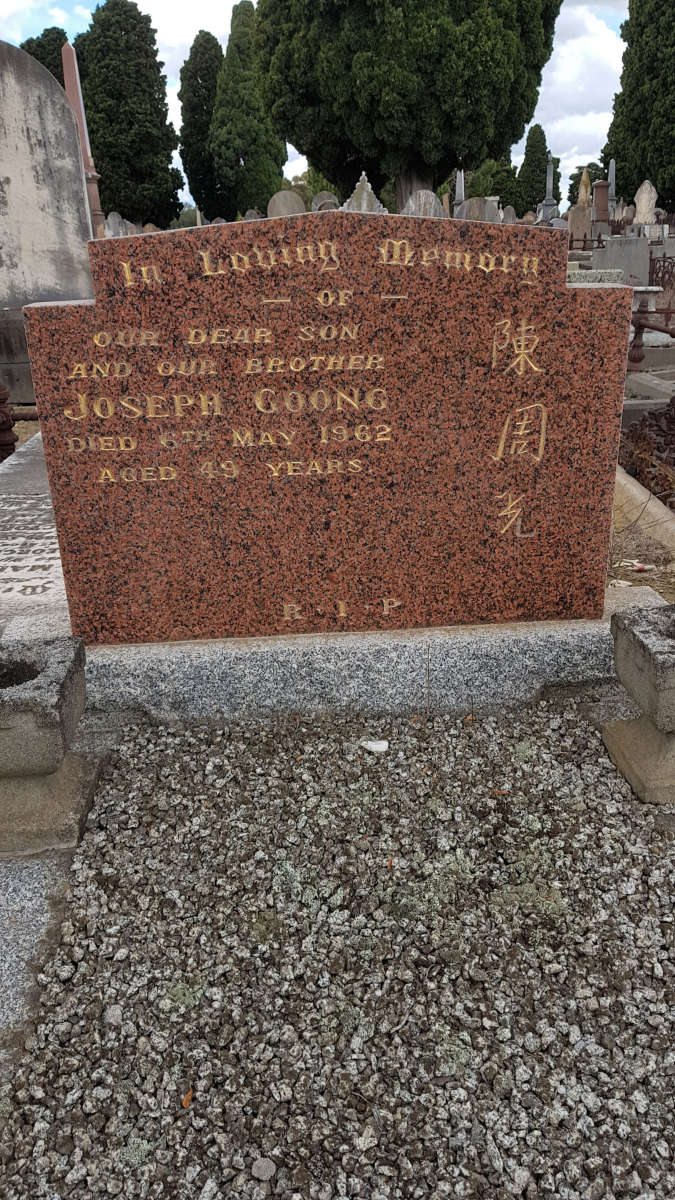 In Loving Memory
— OF —
OUR DEAR SON
AND OUR BROTHER
JOSEPH GOONG
DIED 6TH MAY 1962
AGED 49 YEARS
R·I·P
陳周光